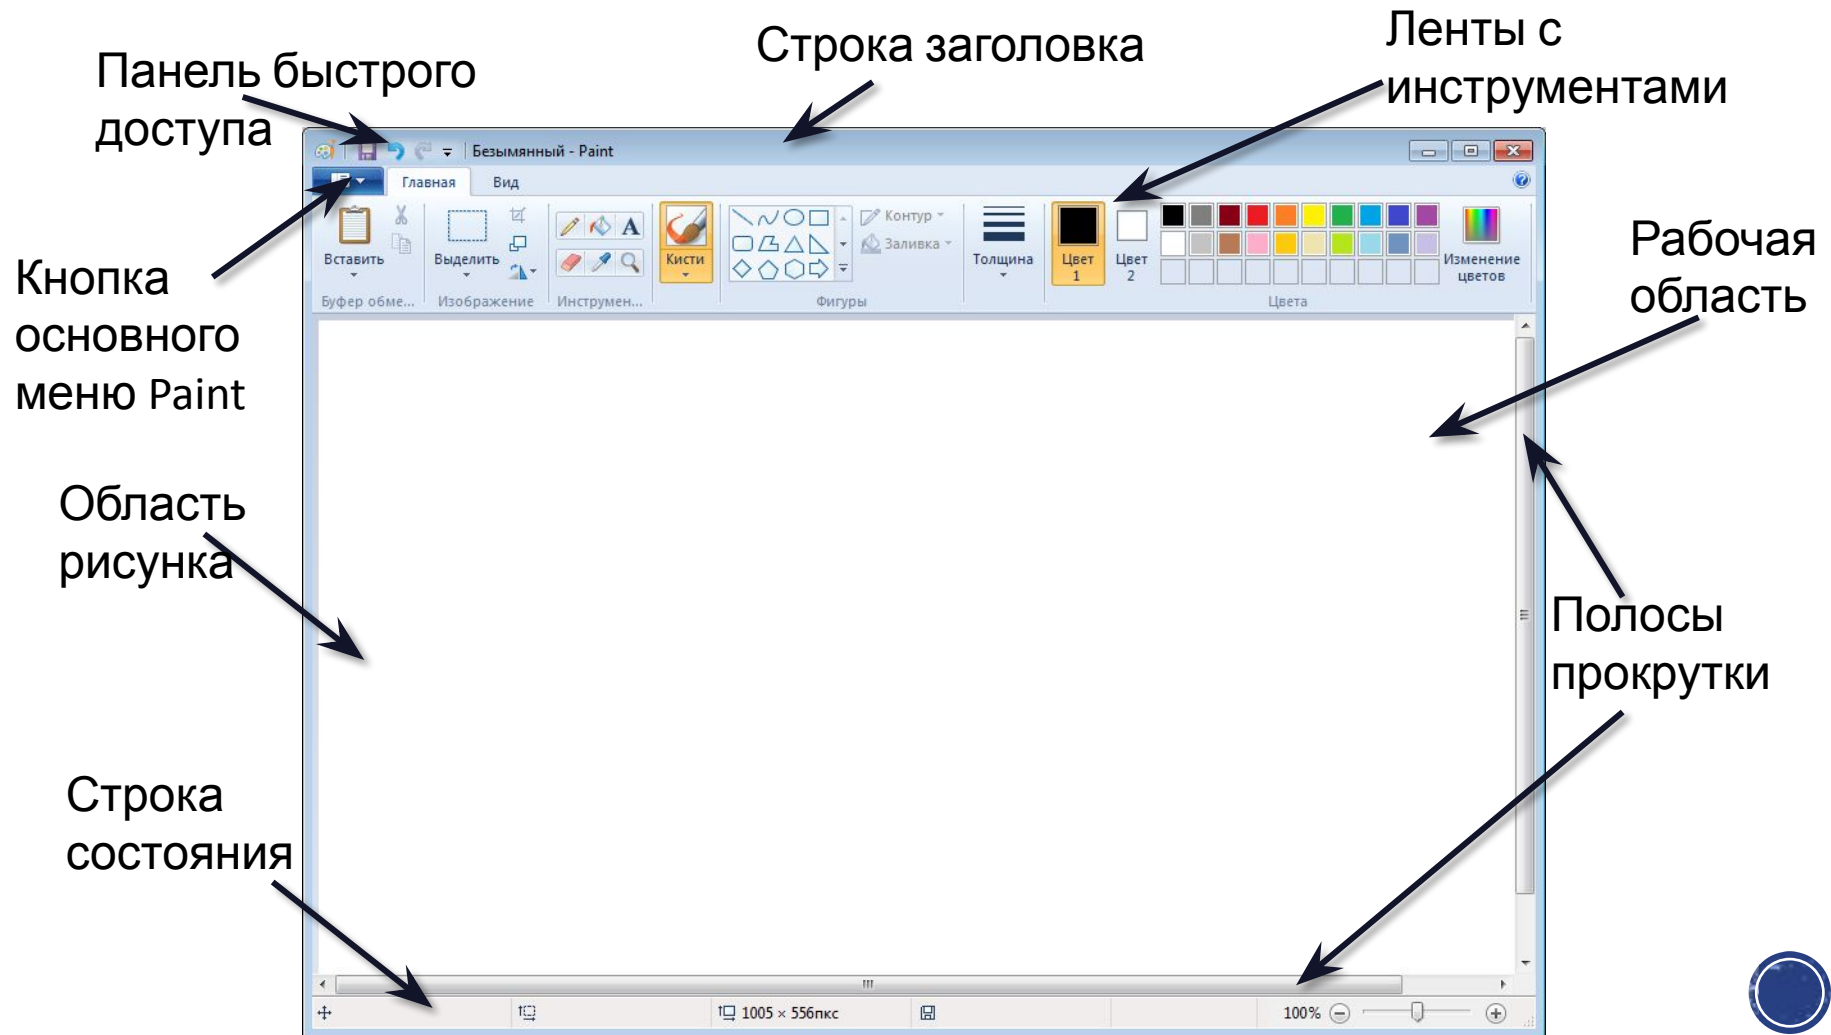 Строка заголовка
Ленты с
инструментами
Панель быстрого
доступа
Безымянный - Paint
Главная
Вид
Вставить
Выделить
A
Кисти
Контур
Заливка
Толщина
Цвет
1
Цвет
2
Изменение
цветов
Буфер обме...
Изображение
Инструмен...
Фигуры
Цвета
Кнопка
основного
меню Paint
Рабочая
область
Область
рисунка
Полосы
прокрутки
Строка
состояния
1005 × 556пкс
100%